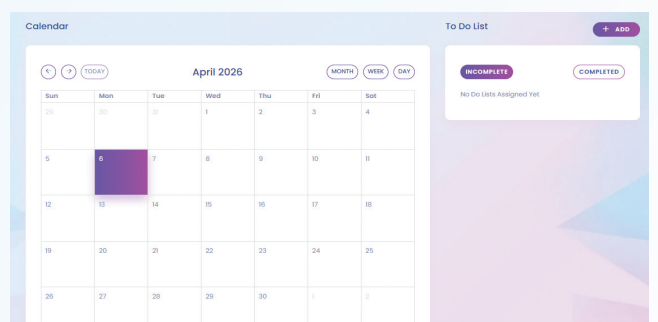 Calendar
To Do List
+ ADD
TODAY
April 2026
MONTH WEEK DAY
INCOMPLETE
COMPLETED
No Do Lists Assigned Yet
Sun Mon Tue Wed Thu Fri Sat
29 30 31 1 2 3 4
5 6 7 8 9 10 11
12 13 14 15 16 17 18
19 20 21 22 23 24 25
26 27 28 29 30 1 2